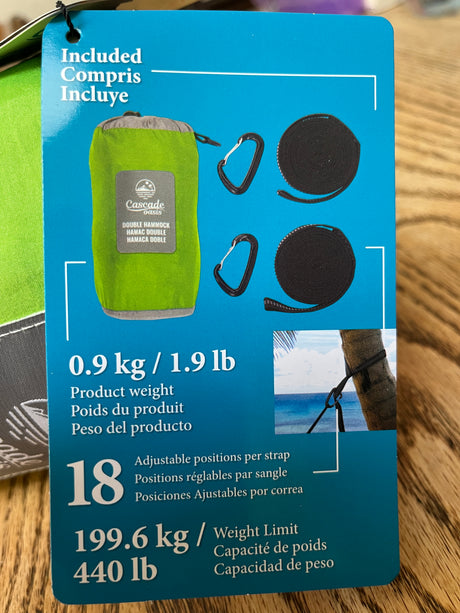 Included
Compris
Incluye
Cascade
Oasis
DOUBLE HAMMOCK
HAMAC DOUBLE
HAMACA DOBLE
0.9 kg / 1.9 lb
Product weight
Poids du produit
Peso del producto
18
Adjustable positions per strap
Positions réglables par sangle
Posiciones Ajustables por correa
199.6 kg /
440 lb
Weight Limit
Capacité de poids
Capacidad de peso